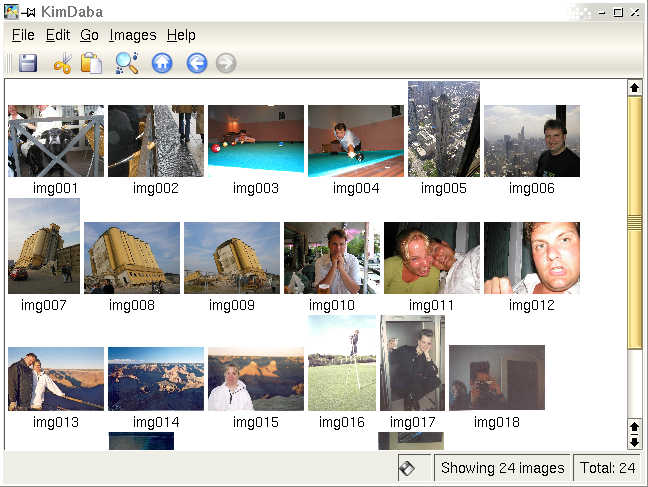 KimDaba
File Edit Go Images Help
img001 img002 img003 img004 img005 img006
img007 img008 img009 img010 img011 img012
img013 img014 img015 img016 img017 img018
Showing 24 images Total: 24